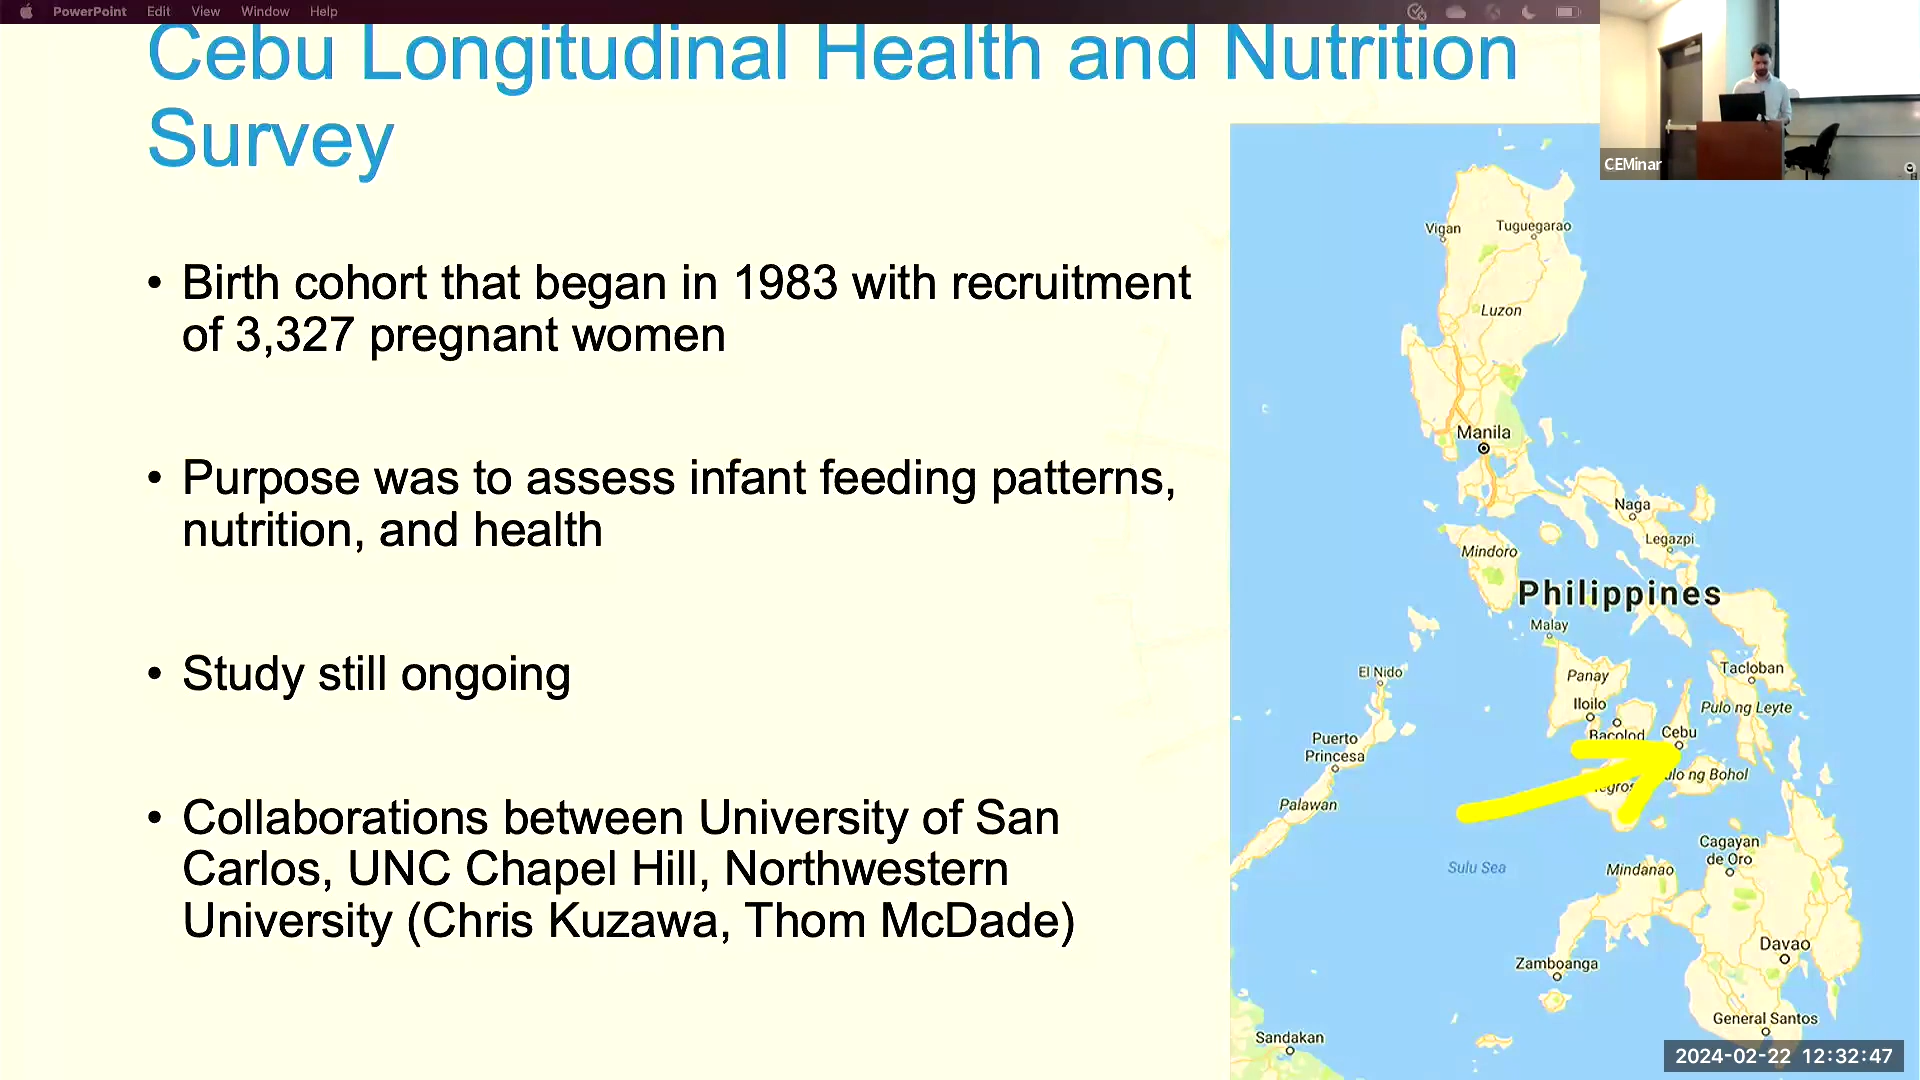 PowerPoint Edit View Window Help
Cebu Longitudinal Health and Nutrition
Survey
CEMinar
• Birth cohort that began in 1983 with recruitment
of 3,327 pregnant women
• Purpose was to assess infant feeding patterns,
nutrition, and health
• Study still ongoing
• Collaborations between University of San
Carlos, UNC Chapel Hill, Northwestern
University (Chris Kuzawa, Thom McDade)
Vigan
Tuguegarao
Luzon
Manila
Naga
Legazpi
Mindoro
Philippines
Malay
El Nido
Panay
Tacloban
Iloilo
Pulo ng Leyte
Bacolod
Cebu
Puerto
Princesa
ulo ng Bohol
egros
Palawan
Cagayan
de Oro
Sulu Sea
Mindanao
Davao
Zamboanga
General Santos
Sandakan
2024-02-22 12:32:47